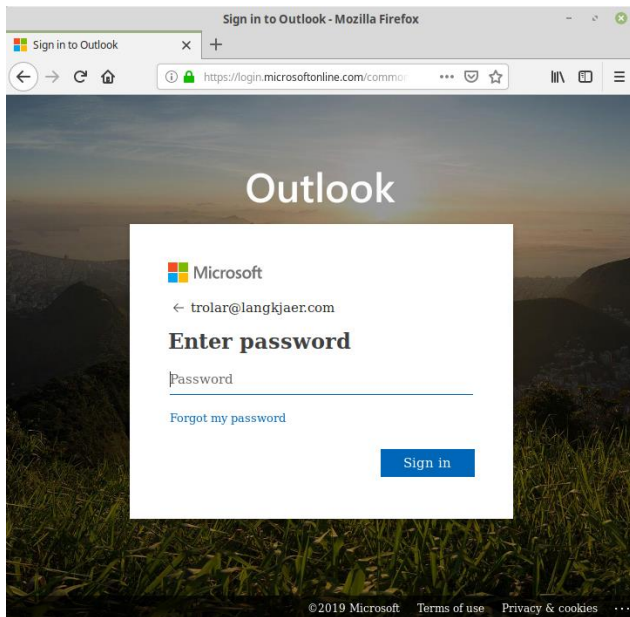 Sign in to Outlook - Mozilla Firefox
Sign in to Outlook
https://login.microsoftonline.com/commo
Outlook
Microsoft
← trolar@langkjaer.com
Enter password
Password
Forgot my password
Sign in
©2019 Microsoft Terms of use Privacy & cookies ...